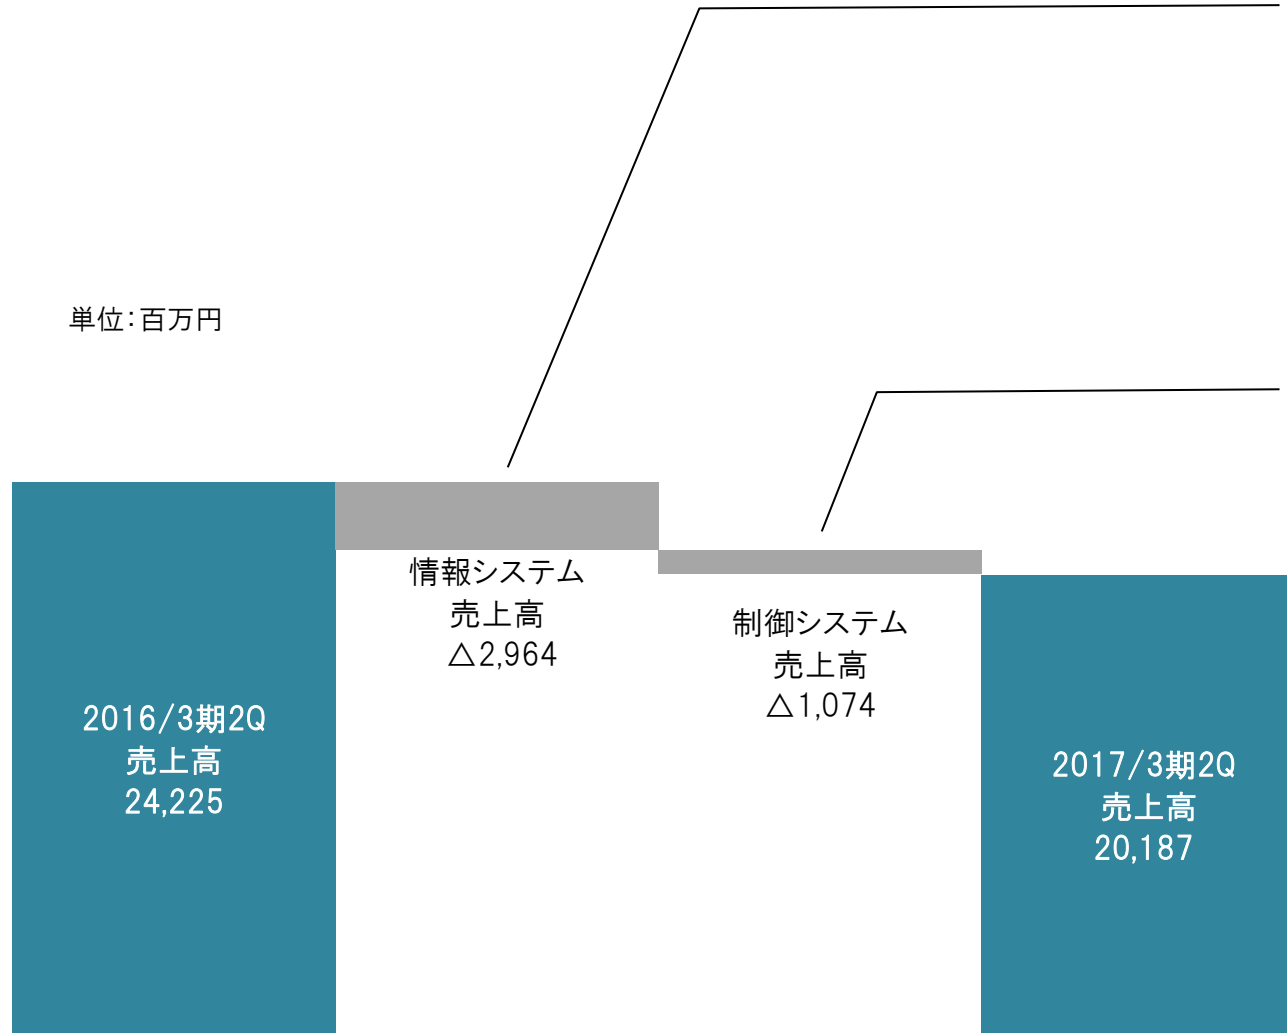 単位：百万円
2016/3期2Q
売上高
24,225
情報システム
売上高
△2,964
制御システム
売上高
△1,074
2017/3期2Q
売上高
20,187